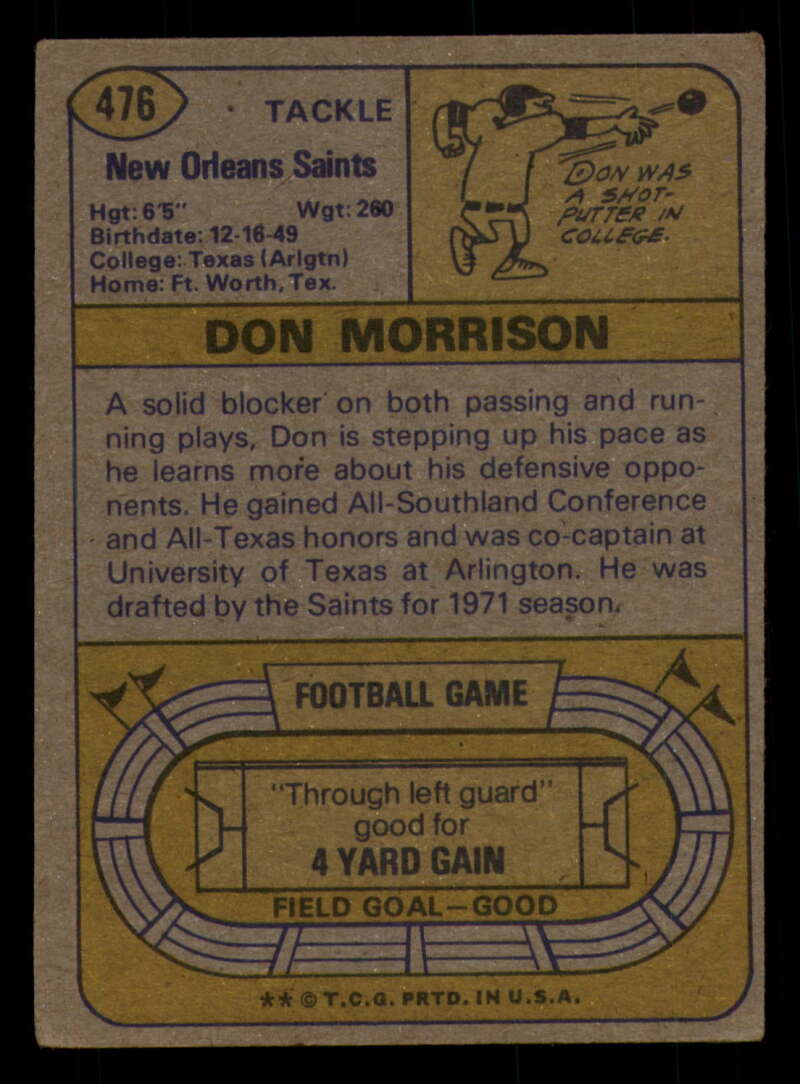 476
TACKLE
New Orleans Saints
Hgt: 6'5" Wgt: 260
Birthdate: 12-16-49
College: Texas (Arlgtn)
Home: Ft. Worth, Tex.
DON WAS
A SHOT-
PUTTER IN
COLLEGE.
DON MORRISON
A solid blocker on both passing and run-
ning plays, Don is stepping up his pace as
he learns more about his defensive oppo-
nents. He gained All-Southland Conference
and All-Texas honors and was co-captain at
University of Texas at Arlington. He was
drafted by the Saints for 1971 season.
FOOTBALL GAME
"Through left guard"
good for
4 YARD GAIN
FIELD GOAL—GOOD
** © T.C.G. PRTD. IN U.S.A.